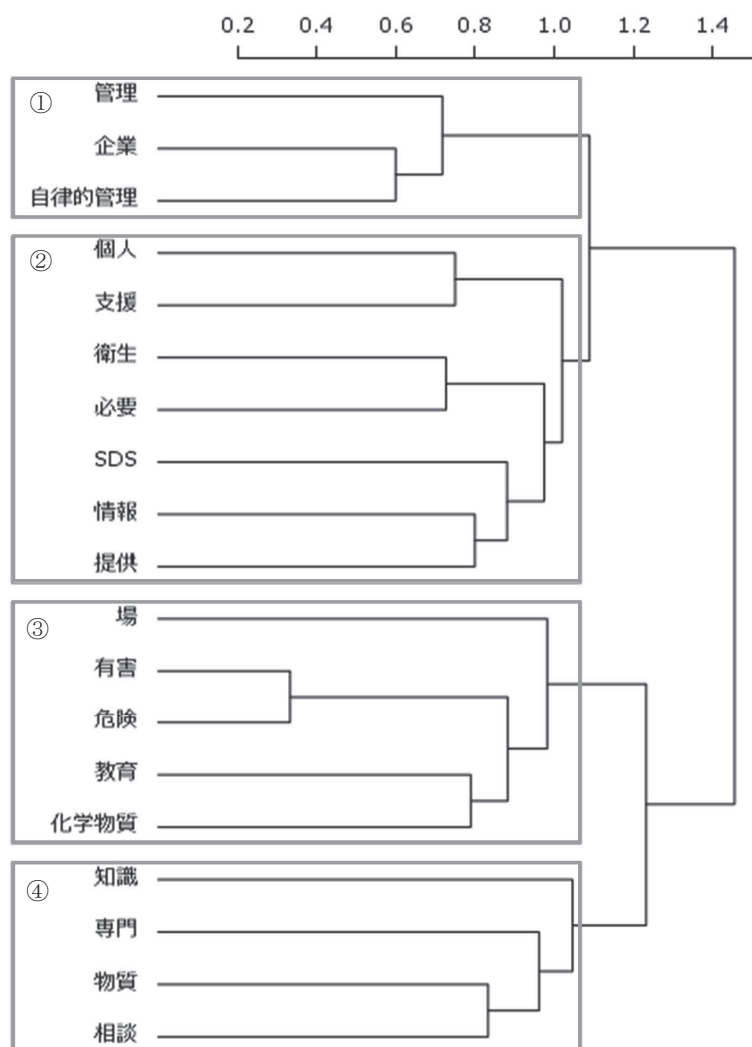 0.2 0.4 0.6 0.8 1.0 1.2 1.4
①
管理
企業
自律的管理
②
個人
支援
衛生
必要
SDS
情報
提供
③
場
有害
危険
教育
化学物質
④
知識
専門
物質
相談